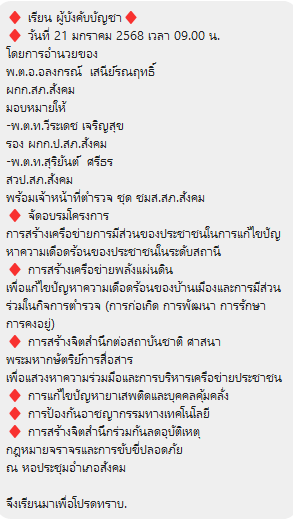 ♦️ เรียน ผู้บังคับบัญชา♦️
♦️ วันที่ 21 มกราคม 2568 เวลา 09.00 น.
โดยการอำนวยของ
พ.ต.อ.อลงกรณ์ เสนีย์รณฤทธิ์
ผกก.สภ.สังคม
มอบหมายให้
-พ.ต.ท.วีระเดช เจริญสุข
รอง ผกก.ป.สภ.สังคม
-พ.ต.ท.สุริยันต์ ศรีธร
สวป.สภ.สังคม
พร้อมเจ้าหน้าที่ตำรวจ ชุด ชมส.สภ.สังคม
♦️ จัดอบรมโครงการ
การสร้างเครือข่ายการมีส่วนของประชาชนในการแก้ไขปัญ
หาความเดือดร้อนของประชาชนในระดับสถานี
♦️ การสร้างเครือข่ายพลังแผ่นดิน
เพื่อแก้ไขปัญหาความเดือดร้อนของบ้านเมืองและการมีส่วน
ร่วมในกิจการตำรวจ (การก่อเกิด การพัฒนา การรักษา
การคงอยู่)
♦️ การสร้างจิตสำนึกต่อสถาบันชาติ ศาสนา
พระมหากษัตริย์การสื่อสาร
เพื่อแสวงหาความร่วมมือและการบริหารเครือข่ายประชาชน
♦️ การแก้ไขปัญหายาเสพติดและบุคคลคุ้มคลั่ง
♦️ การป้องกันอาชญากรรมทางเทคโนโลยี
♦️ การสร้างจิตสำนึกร่วมกันลดอุบัติเหตุ
กฎหมายจราจรและการขับขี่ปลอดภัย
ณ หอประชุมอำเภอสังคม
จึงเรียนมาเพื่อโปรดทราบ.